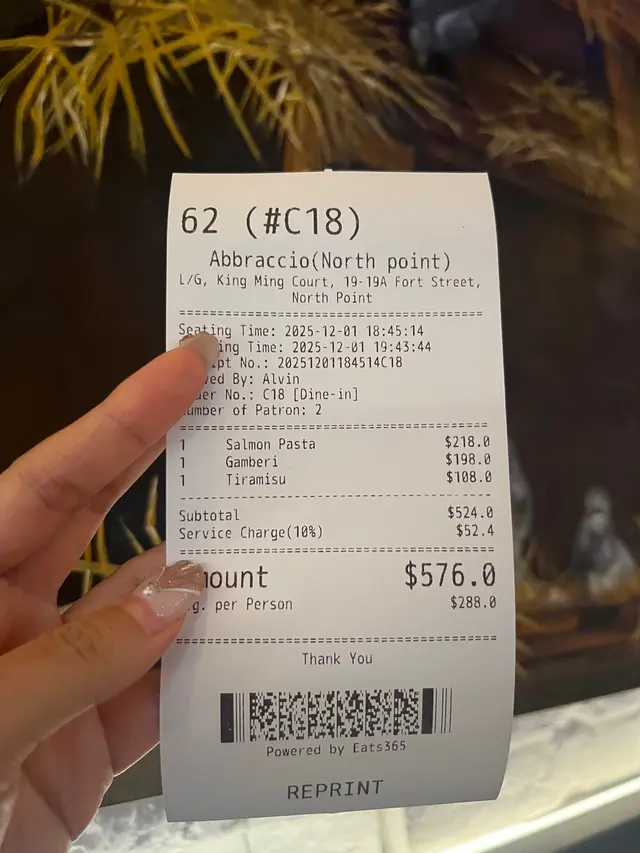 62 (#C18)
Abbraccio(North point)
L/G, King Ming Court, 19-19A Fort Street,
North Point
Seating Time: 2025-12-01 18:45:14
ing Time: 2025-12-01 19:43:44
pt No.: 20251201184514C18
ved By: Alvin
der No.: C18 [Dine-in]
umber of Patron: 2
1 Salmon Pasta $218.0
1 Gamberi $198.0
1 Tiramisu $108.0
Subtotal $524.0
Service Charge(10%) $52.4
mount $576.0
g. per Person $288.0
Thank You
Powered by Eats365
REPRINT